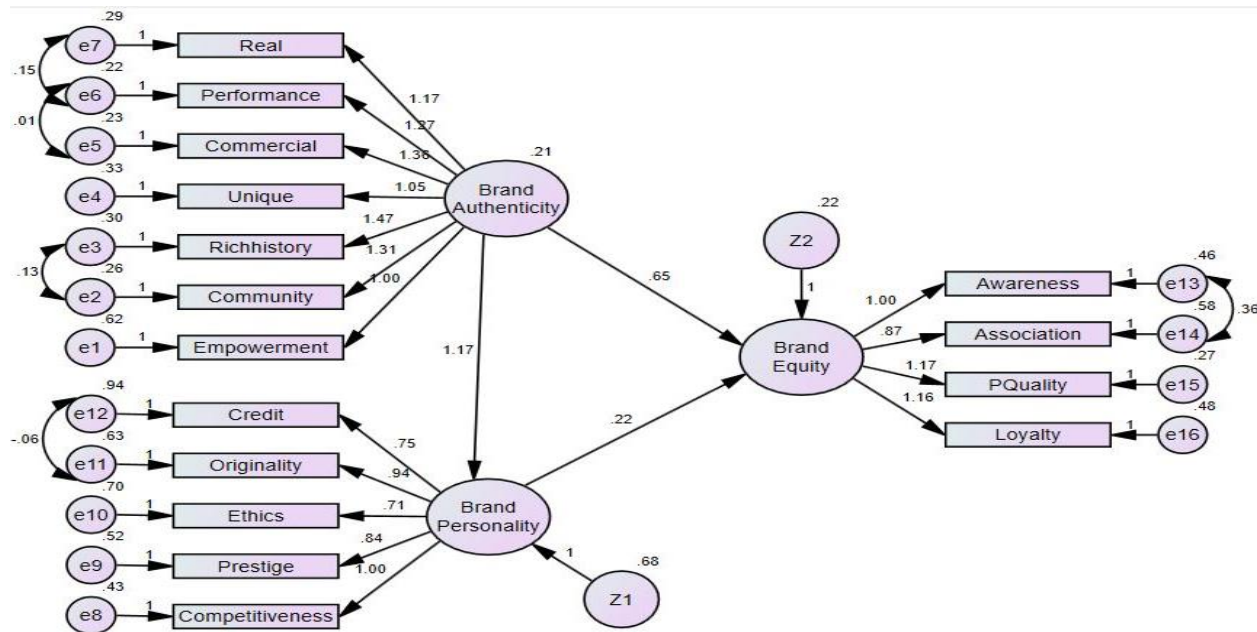 .29
e7 1 Real
.15
.22
e6 1 Performance
1.17
.01
.23
e5 1 Commercial
1.27
1.36
.21
.33
e4 1 Unique
1.05
Brand
Authenticity
.30
e3 1 Richhistory
1.47
.13
.26
e2 1 Community
1.31
.62
e1 1 Empowerment
1.00
.65
1.17
.22
Z2
1
Brand
Equity
.46
1.00 Awareness 1 e13
.36
.58
.87 Association 1 e14
.27
1.17 PQuality 1 e15
.48
1.16 Loyalty 1 e16
.22
.94
e12 1 Credit
.75
-.06
.63
e11 1 Originality
.94
.70
e10 1 Ethics
.71
Brand
Personality
.52
e9 1 Prestige
.84
.43
e8 1 Competitiveness
1.00
1
.68
Z1